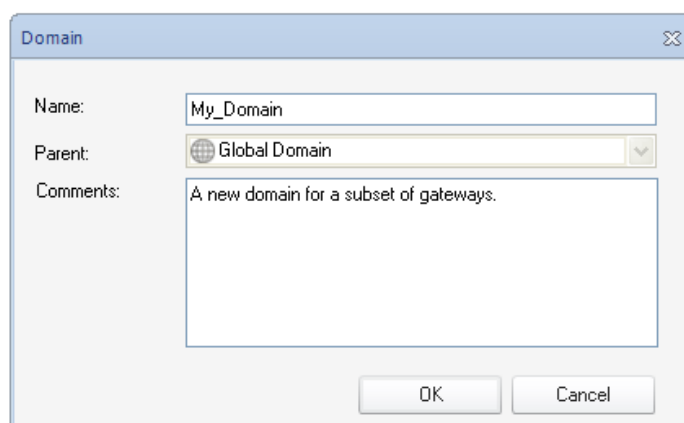 Domain
Name: My_Domain
Parent: Global Domain
Comments: A new domain for a subset of gateways.
OK Cancel